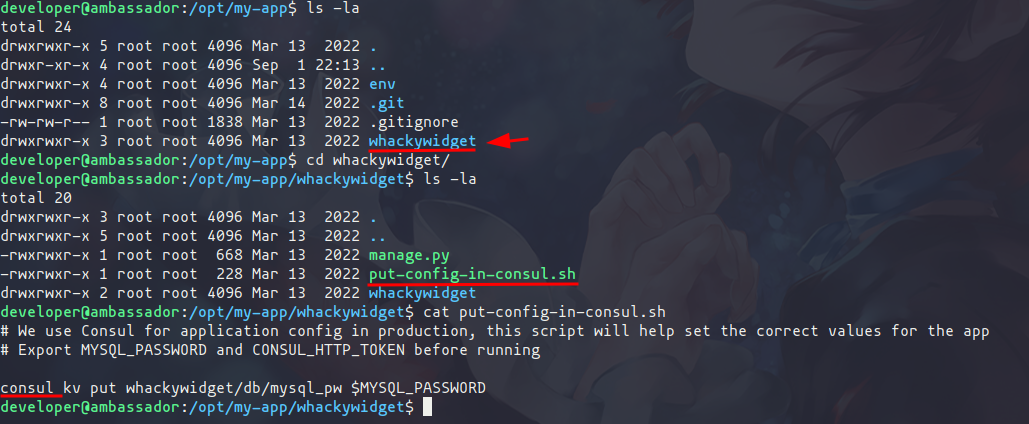 developer@ambassador:/opt/my-app$ ls -la
total 24
drwxrwxr-x 5 root root 4096 Mar 13  2022 .
drwxr-xr-x 4 root root 4096 Sep  1 22:13 ..
drwxrwxr-x 4 root root 4096 Mar 13  2022 env
drwxrwxr-x 8 root root 4096 Mar 14  2022 .git
-rw-rw-r-- 1 root root 1838 Mar 13  2022 .gitignore
drwxrwxr-x 3 root root 4096 Mar 13  2022 whackywidget
developer@ambassador:/opt/my-app$ cd whackywidget/
developer@ambassador:/opt/my-app/whackywidget$ ls -la
total 20
drwxrwxr-x 3 root root 4096 Mar 13  2022 .
drwxrwxr-x 5 root root 4096 Mar 13  2022 ..
-rwxrwxr-x 1 root root  668 Mar 13  2022 manage.py
-rwxrwxr-x 1 root root  228 Mar 13  2022 put-config-in-consul.sh
drwxrwxr-x 2 root root 4096 Mar 13  2022 whackywidget
developer@ambassador:/opt/my-app/whackywidget$ cat put-config-in-consul.sh
# We use Consul for application config in production, this script will help set the correct values for the app
# Export MYSQL_PASSWORD and CONSUL_HTTP_TOKEN before running
consul kv put whackywidget/db/mysql_pw $MYSQL_PASSWORD
developer@ambassador:/opt/my-app/whackywidget$